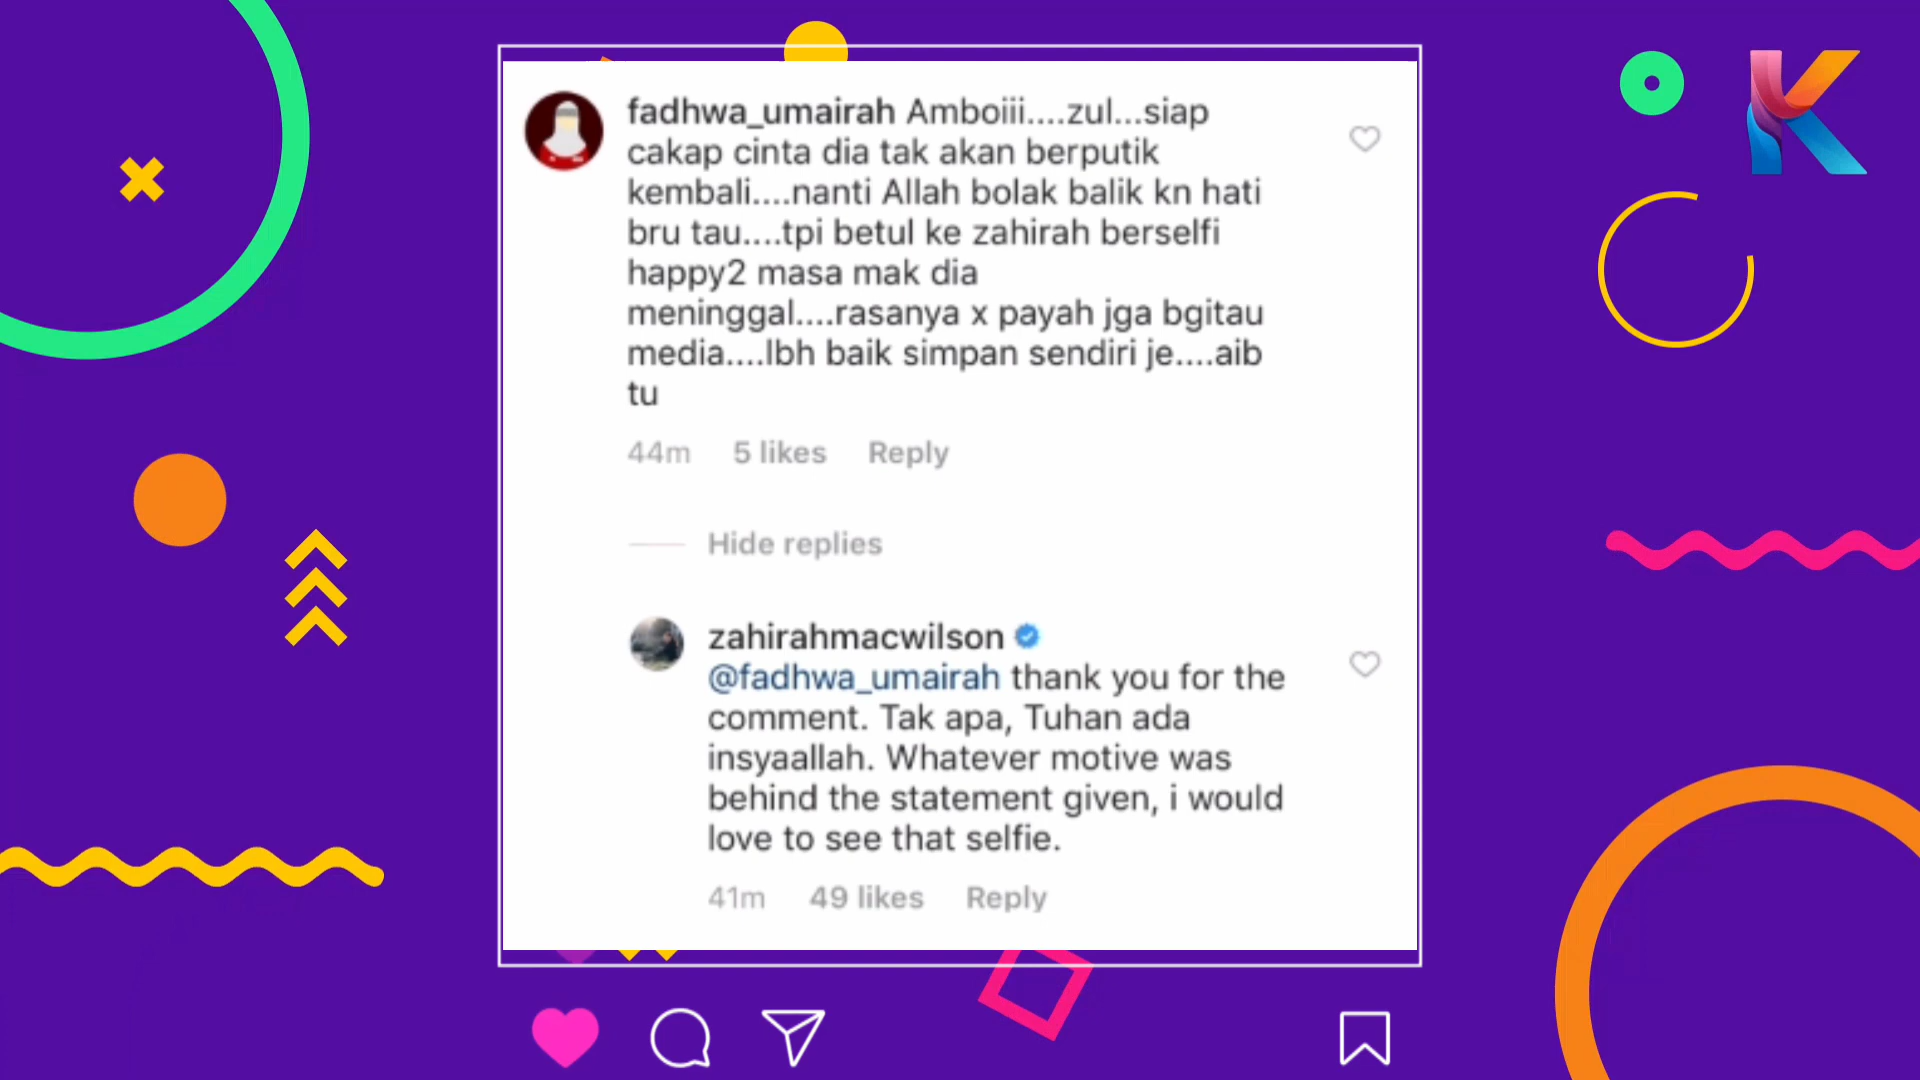 K
fadhwa_umairah Amboiii....zul...siap
cakap cinta dia tak akan berputik
kembali....nanti Allah bolak balik kn hati
bru tau....tpi betul ke zahirah berselfi
happy2 masa mak dia
meninggal....rasanya x payah jga bgitau
media....lbh baik simpan sendiri je....aib
tu
44m 5 likes Reply
Hide replies
zahirahmacwilson
@fadhwa_umairah thank you for the
comment. Tak apa, Tuhan ada
insyaallah. Whatever motive was
behind the statement given, i would
love to see that selfie.
41m 49 likes Reply